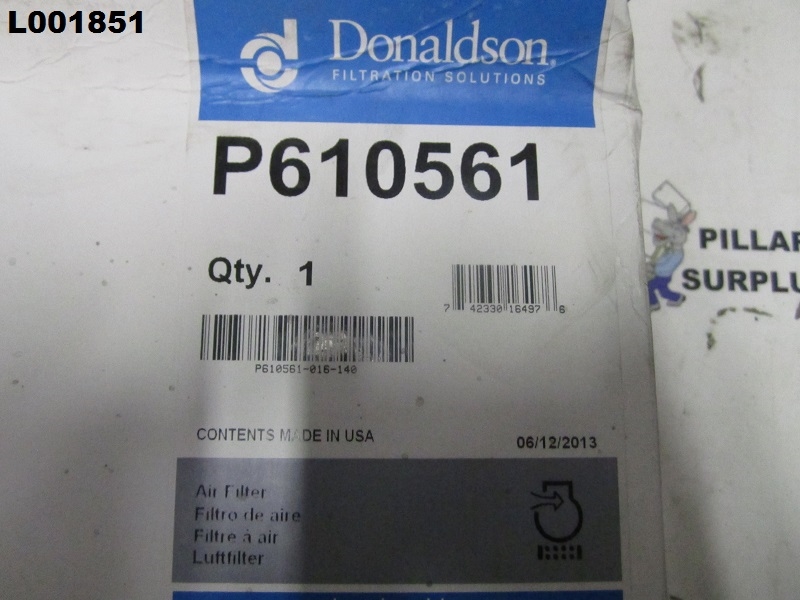 L001851
Donaldson.
FILTRATION SOLUTIONS
P610561
Qty. 1
7 42330 16497 6
P610561-016-140
CONTENTS MADE IN USA
06/12/2013
Air Filter
Filtro de aire
Filtre à air
Luftfilter
PILLAR
SURPLU